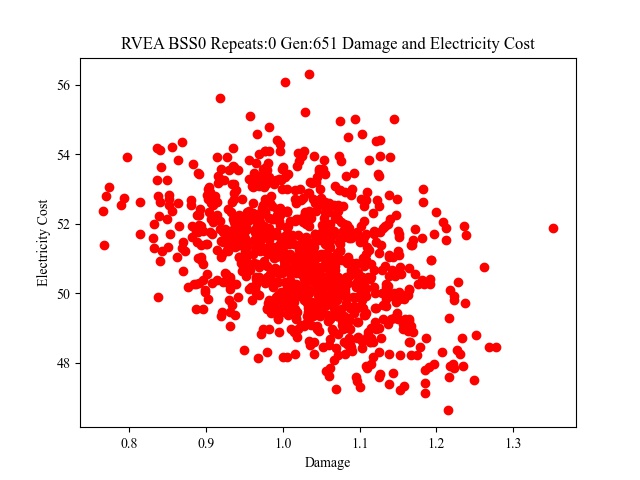 RVEA BSS0 Repeats:0 Gen:651 Damage and Electricity Cost
56
54
52
50
48
Electricity Cost
0.8 0.9 1.0 1.1 1.2 1.3
Damage